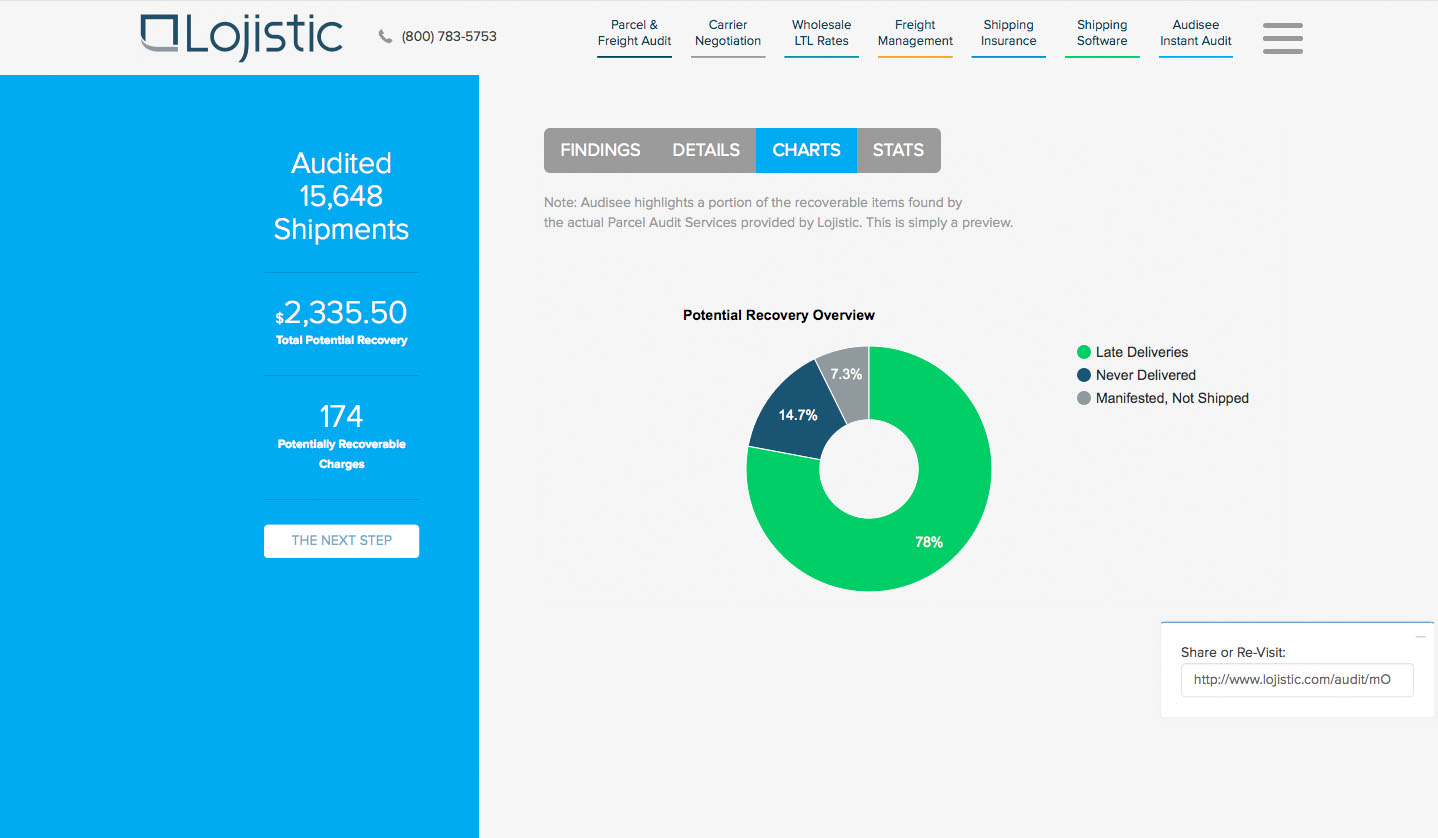 Lojistic
(800) 783-5753
Parcel &
Freight Audit
Carrier
Negotiation
Wholesale
LTL Rates
Freight
Management
Shipping
Insurance
Shipping
Software
Audisee
Instant Audit
Audited
15,648
Shipments
$2,335.50
Total Potential Recovery
174
Potentially Recoverable
Charges
THE NEXT STEP
FINDINGS
DETAILS
CHARTS
STATS
Note: Audisee highlights a portion of the recoverable items found by
the actual Parcel Audit Services provided by Lojistic. This is simply a preview.
Potential Recovery Overview
7.3%
14.7%
78%
Late Deliveries
Never Delivered
Manifested, Not Shipped
Share or Re-Visit:
http://www.lojistic.com/audit/mO